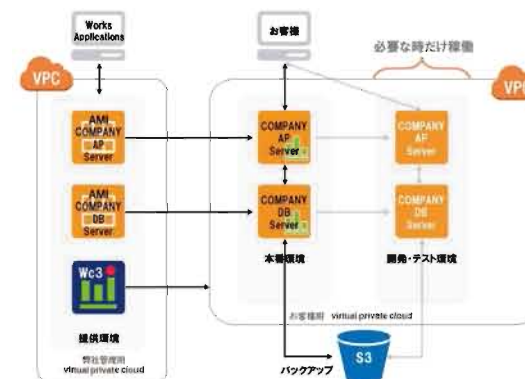 Works
Applications
お客様
必要な時だけ稼働
VPC
VP
AMI
COMPANY
AP
Server
COMPANY
AP
Server
COMPANY
AP
Server
AMI
COMPANY
DB
Server
COMPANY
DB
Server
COMPANY
DB
Server
本番環境
開発・テスト環境
Wc3
提供環境
弊社管理用
virtual private cloud
お客様用 virtual private cloud
バックアップ
S3